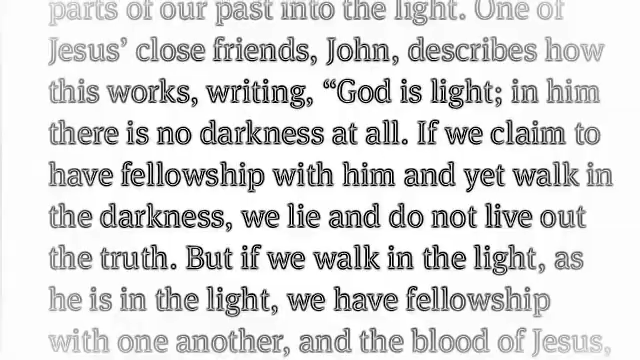 parts of our past into the light. One of
Jesus’ close friends, John, describes how
this works, writing, “God is light; in him
there is no darkness at all. If we claim to
have fellowship with him and yet walk in
the darkness, we lie and do not live out
the truth. But if we walk in the light, as
he is in the light, we have fellowship
with one another, and the blood of Jesus,